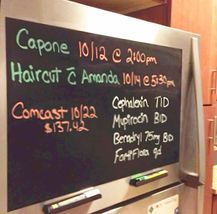 Capone 10/12 @ 2:00pm
Haircut c̄ Amanda 10/14 @ 5:30pm
Comcast 10/22
$137.42
Cephalexin TID
Mupirocin BID
Benadryl 75mg BID
FortiFlora qd